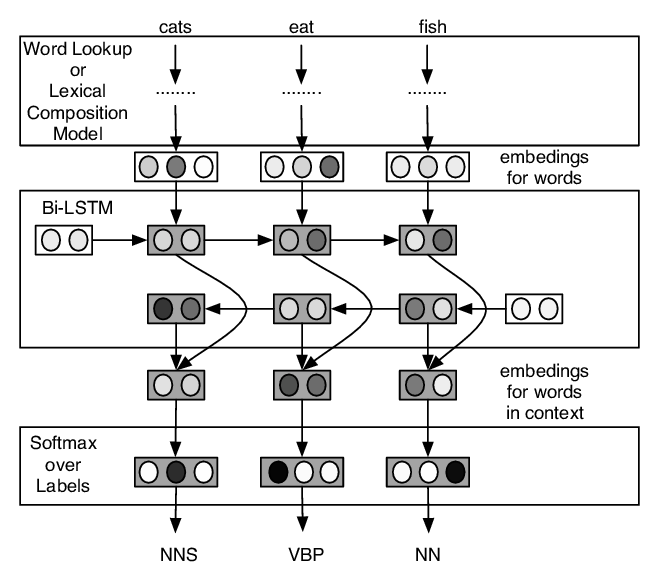 cats eat fish
Word Lookup
or
Lexical
Composition
Model
........ ........ ........
embedings
for words
Bi-LSTM
embedings
for words
in context
Softmax
over
Labels
NNS VBP NN